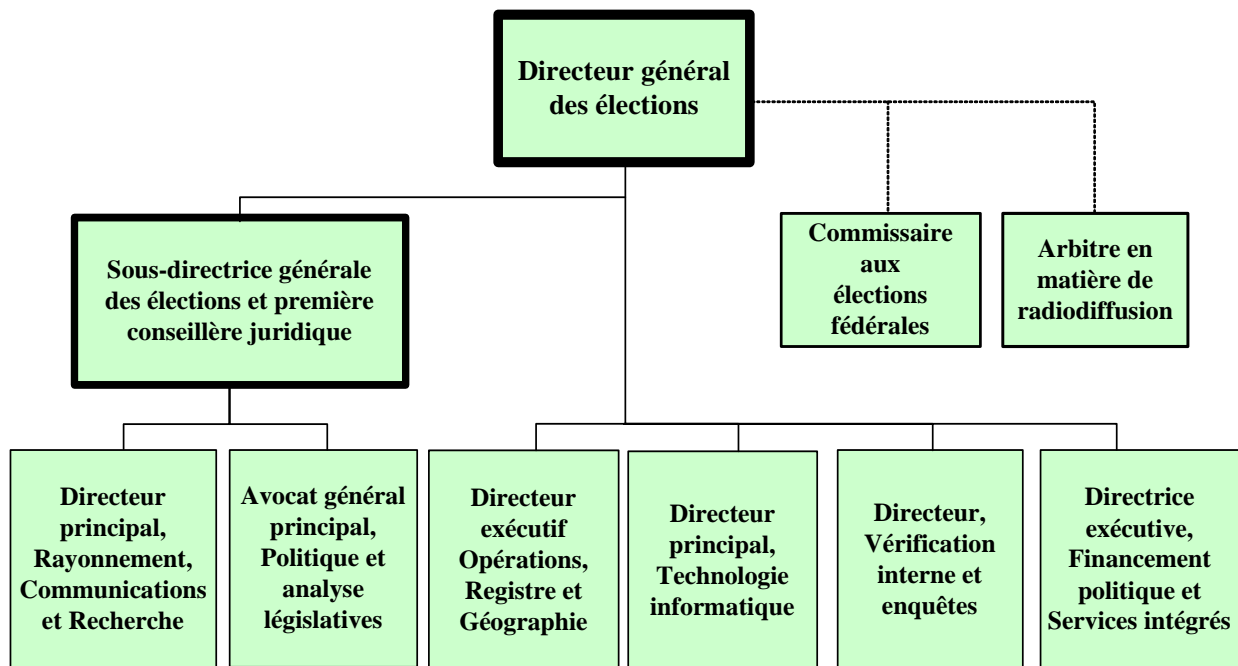 Directeur général
des élections
Sous-directrice générale
des élections et première
conseillère juridique
Commissaire
aux
élections
fédérales
Arbitre en
matière de
radiodiffusion
Directeur
principal,
Rayonnement,
Communications
et Recherche
Avocat général
principal,
Politique et
analyse
législatives
Directeur
exécutif
Opérations,
Registre et
Géographie
Directeur
principal,
Technologie
informatique
Directeur,
Vérification
interne et
enquêtes
Directrice
exécutive,
Financement
politique et
Services intégrés